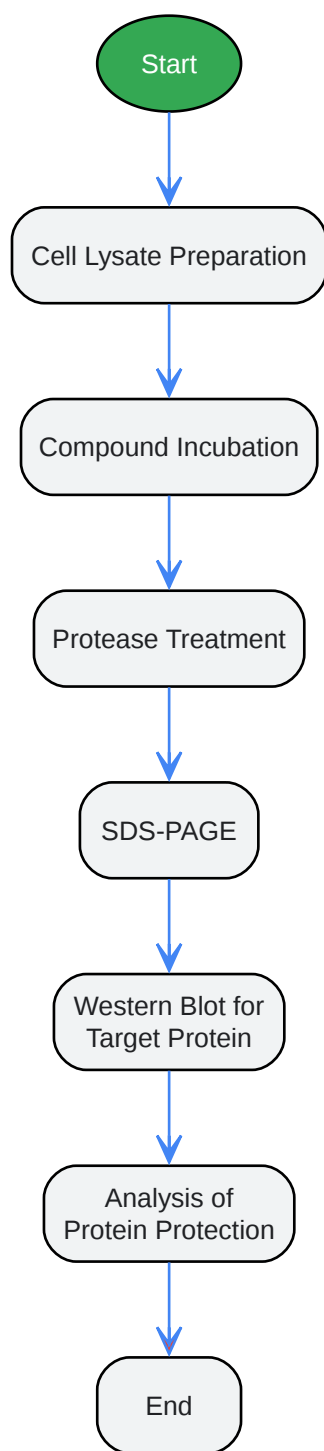 Start
Cell Lysate Preparation
Compound Incubation
Protease Treatment
SDS-PAGE
Western Blot for
Target Protein
Analysis of
Protein Protection
End